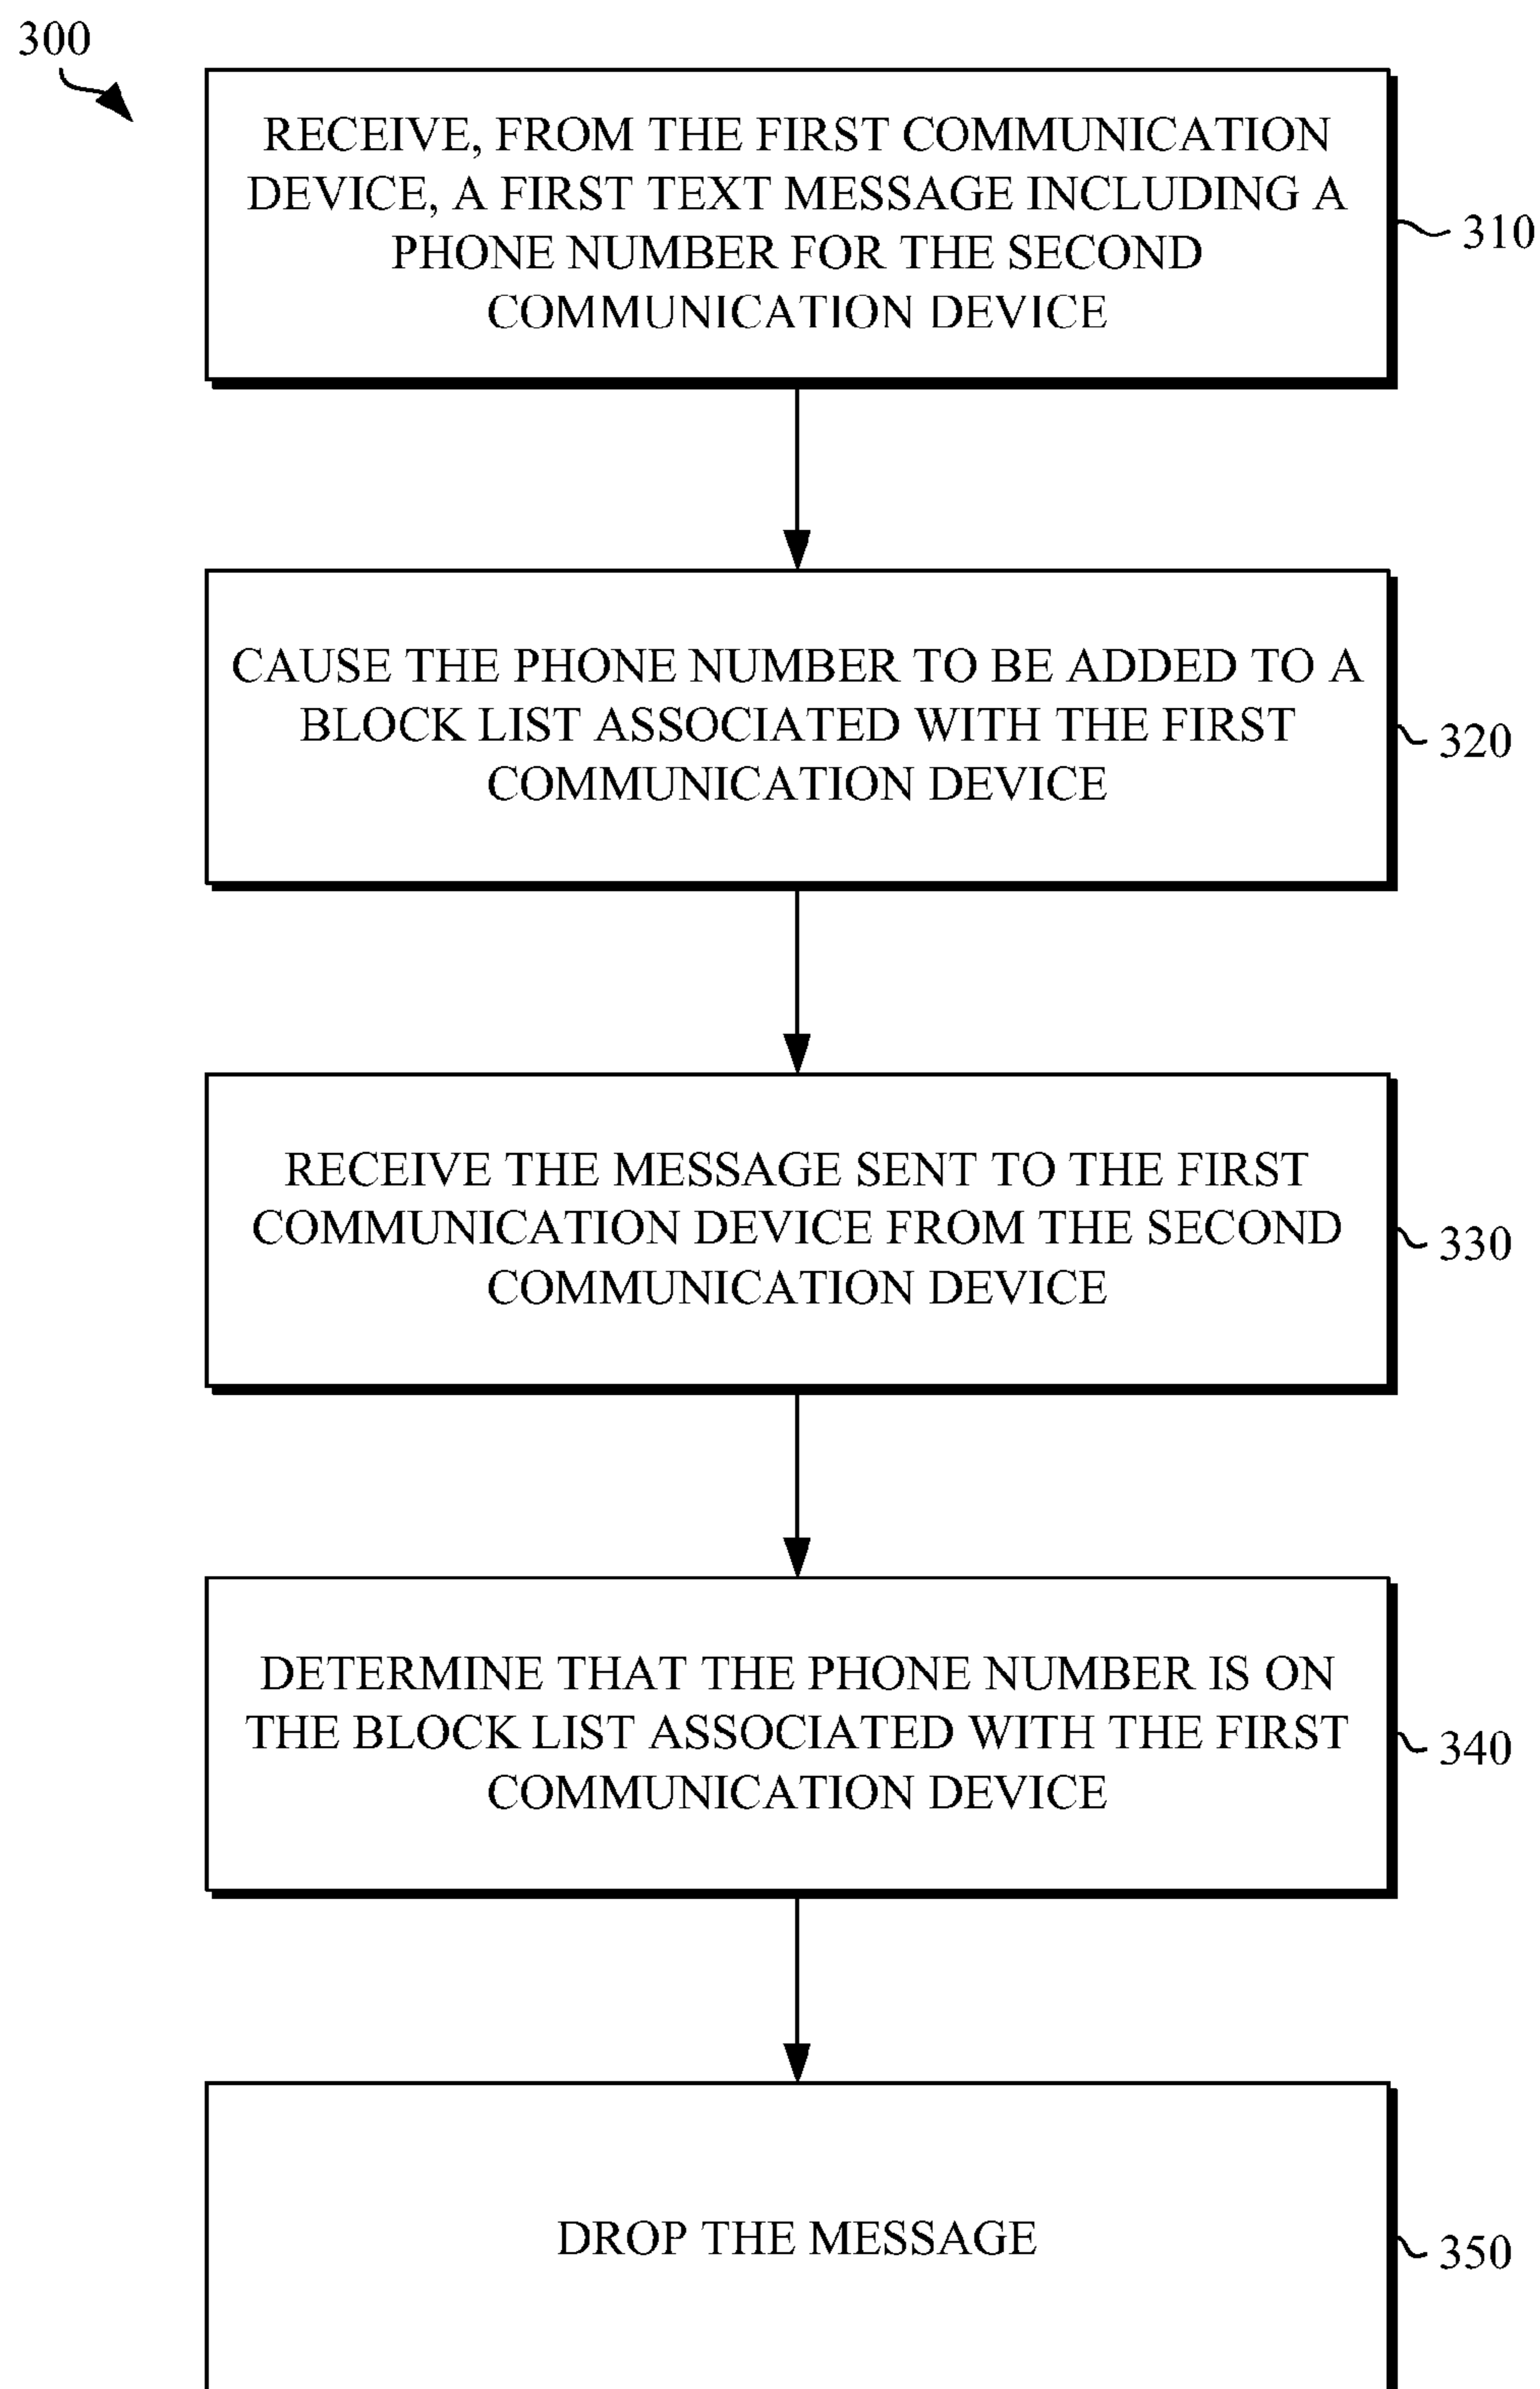 300
RECEIVE, FROM THE FIRST COMMUNICATION
DEVICE, A FIRST TEXT MESSAGE INCLUDING A
PHONE NUMBER FOR THE SECOND
COMMUNICATION DEVICE
310
CAUSE THE PHONE NUMBER TO BE ADDED TO A
BLOCK LIST ASSOCIATED WITH THE FIRST
COMMUNICATION DEVICE
320
RECEIVE THE MESSAGE SENT TO THE FIRST
COMMUNICATION DEVICE FROM THE SECOND
COMMUNICATION DEVICE
330
DETERMINE THAT THE PHONE NUMBER IS ON
THE BLOCK LIST ASSOCIATED WITH THE FIRST
COMMUNICATION DEVICE
340
DROP THE MESSAGE
350